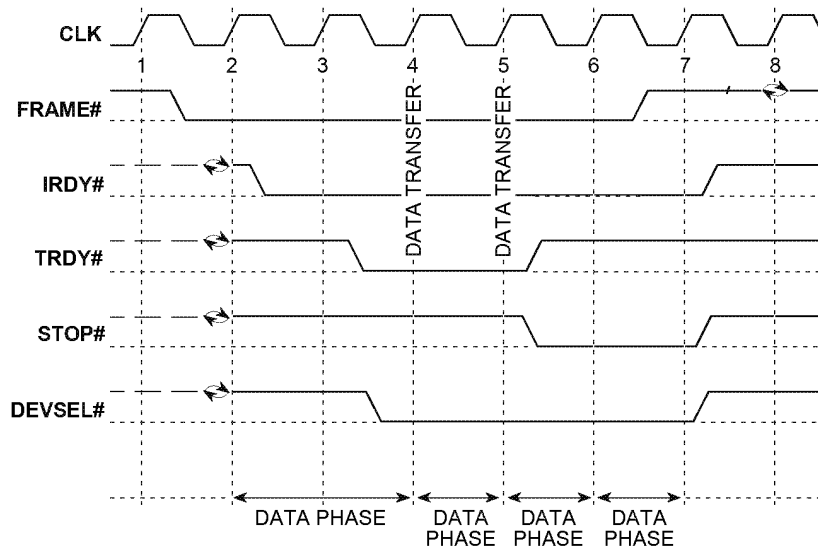 CLK
1 2 3 4 5 6 7 8
FRAME#
IRDY#
TRDY#
STOP#
DEVSEL#
DATA TRANSFER
DATA TRANSFER
DATA PHASE
DATA
PHASE
DATA
PHASE
DATA
PHASE